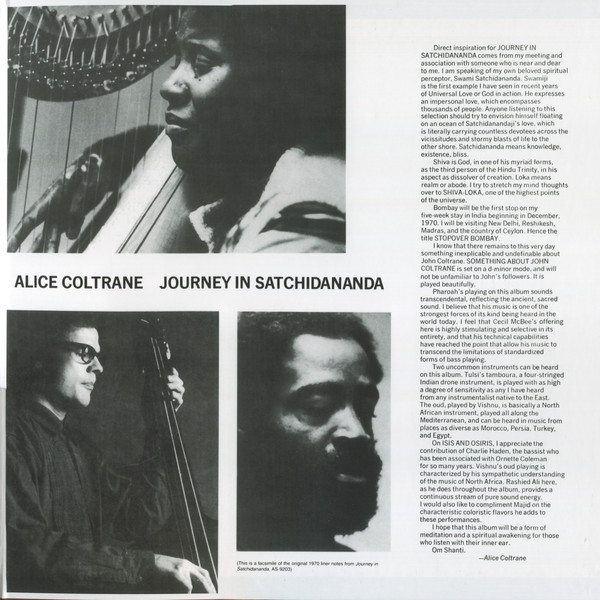 ALICE COLTRANE JOURNEY IN SATCHIDANANDA
Direct inspiration for JOURNEY IN
SATCHIDANANDA comes from my meeting and
association with someone who is near and dear
to me. I am speaking of my own beloved spiritual
perceptor, Swami Satchidananda. Swamiji
is the first example I have seen in recent years
of Universal Love or God in action. He expresses
an impersonal love, which encompasses
thousands of people. Anyone listening to this
selection should try to envision himself floating
on an ocean of Satchidanandaji's love, which
is literally carrying countless devotees across the
vicissitudes and stormy blasts of life to the
other shore. Satchidananda means knowledge,
existence, bliss.
Shiva is God, in one of his myriad forms,
as the third person of the Hindu Trinity, in his
aspect as dissolver of creation. Loka means
realm or abode. I try to stretch my mind thoughts
over to SHIVA-LOKA, one of the highest points
of the universe.
Bombay will be the first stop on my
five-week stay in India beginning in December,
1970. I will be visiting New Delhi, Reshikesh,
Madras, and the country of Ceylon. Hence the
title STOPOVER BOMBAY.
I know that there remains to this very day
something inexplicable and undefinable about
John Coltrane. SOMETHING ABOUT JOHN
COLTRANE is set on a d-minor mode, and will
not be unfamiliar to John's followers. It is
played beautifully.
Pharoah's playing on this album sounds
transcendental, reflecting the ancient, sacred
sound. I believe that his music is one of the
strongest forces of its kind being heard in the
world today. I feel that Cecil McBee's offering
here is highly stimulating and selective in its
entirety, and that his technical capabilities
have reached the point that allow his music to
transcend the limitations of standardized
forms of bass playing.
Two uncommon instruments can be heard
on this album. Tulsi's tamboura, a four-stringed
Indian drone instrument, is played with as high
a degree of sensitivity as any I have heard
from any instrumentalist native to the East.
The oud, played by Vishnu, is basically a North
African instrument, played all along the
Mediterranean, and can be heard in music from
places as diverse as Morocco, Persia, Turkey,
and Egypt.
On ISIS AND OSIRIS, I appreciate the
contribution of Charlie Haden, the bassist who
has been associated with Ornette Coleman
for so many years. Vishnu's oud playing is
characterized by his sympathetic understanding
of the music of North Africa. Rashied Ali here,
as he does throughout the album, provides a
continuous stream of pure sound energy.
I would also like to compliment Majid on the
characteristic coloristic flavors he adds to
these performances.
I hope that this album will be a form of
meditation and a spiritual awakening for those
who listen with their inner ear.
Om Shanti.
—Alice Coltrane
(This is a facsimile of the original 1970 liner notes from Journey in
Satchidananda, AS-9203)